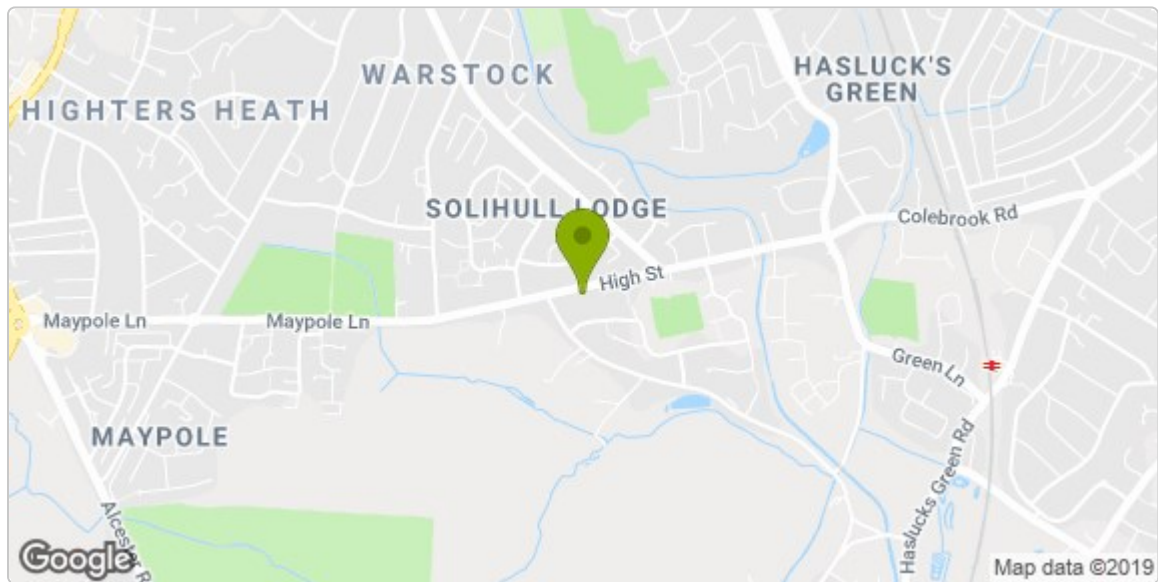 WARSTOCK
HASLUCK'S
GREEN
HIGHTERS HEATH
SOLIHULL LODGE
Colebrook Rd
High St
Maypole Ln
Maypole Ln
Green Ln
MAYPOLE
Haslucks Green Rd
Alcester R
Google
Map data ©2019